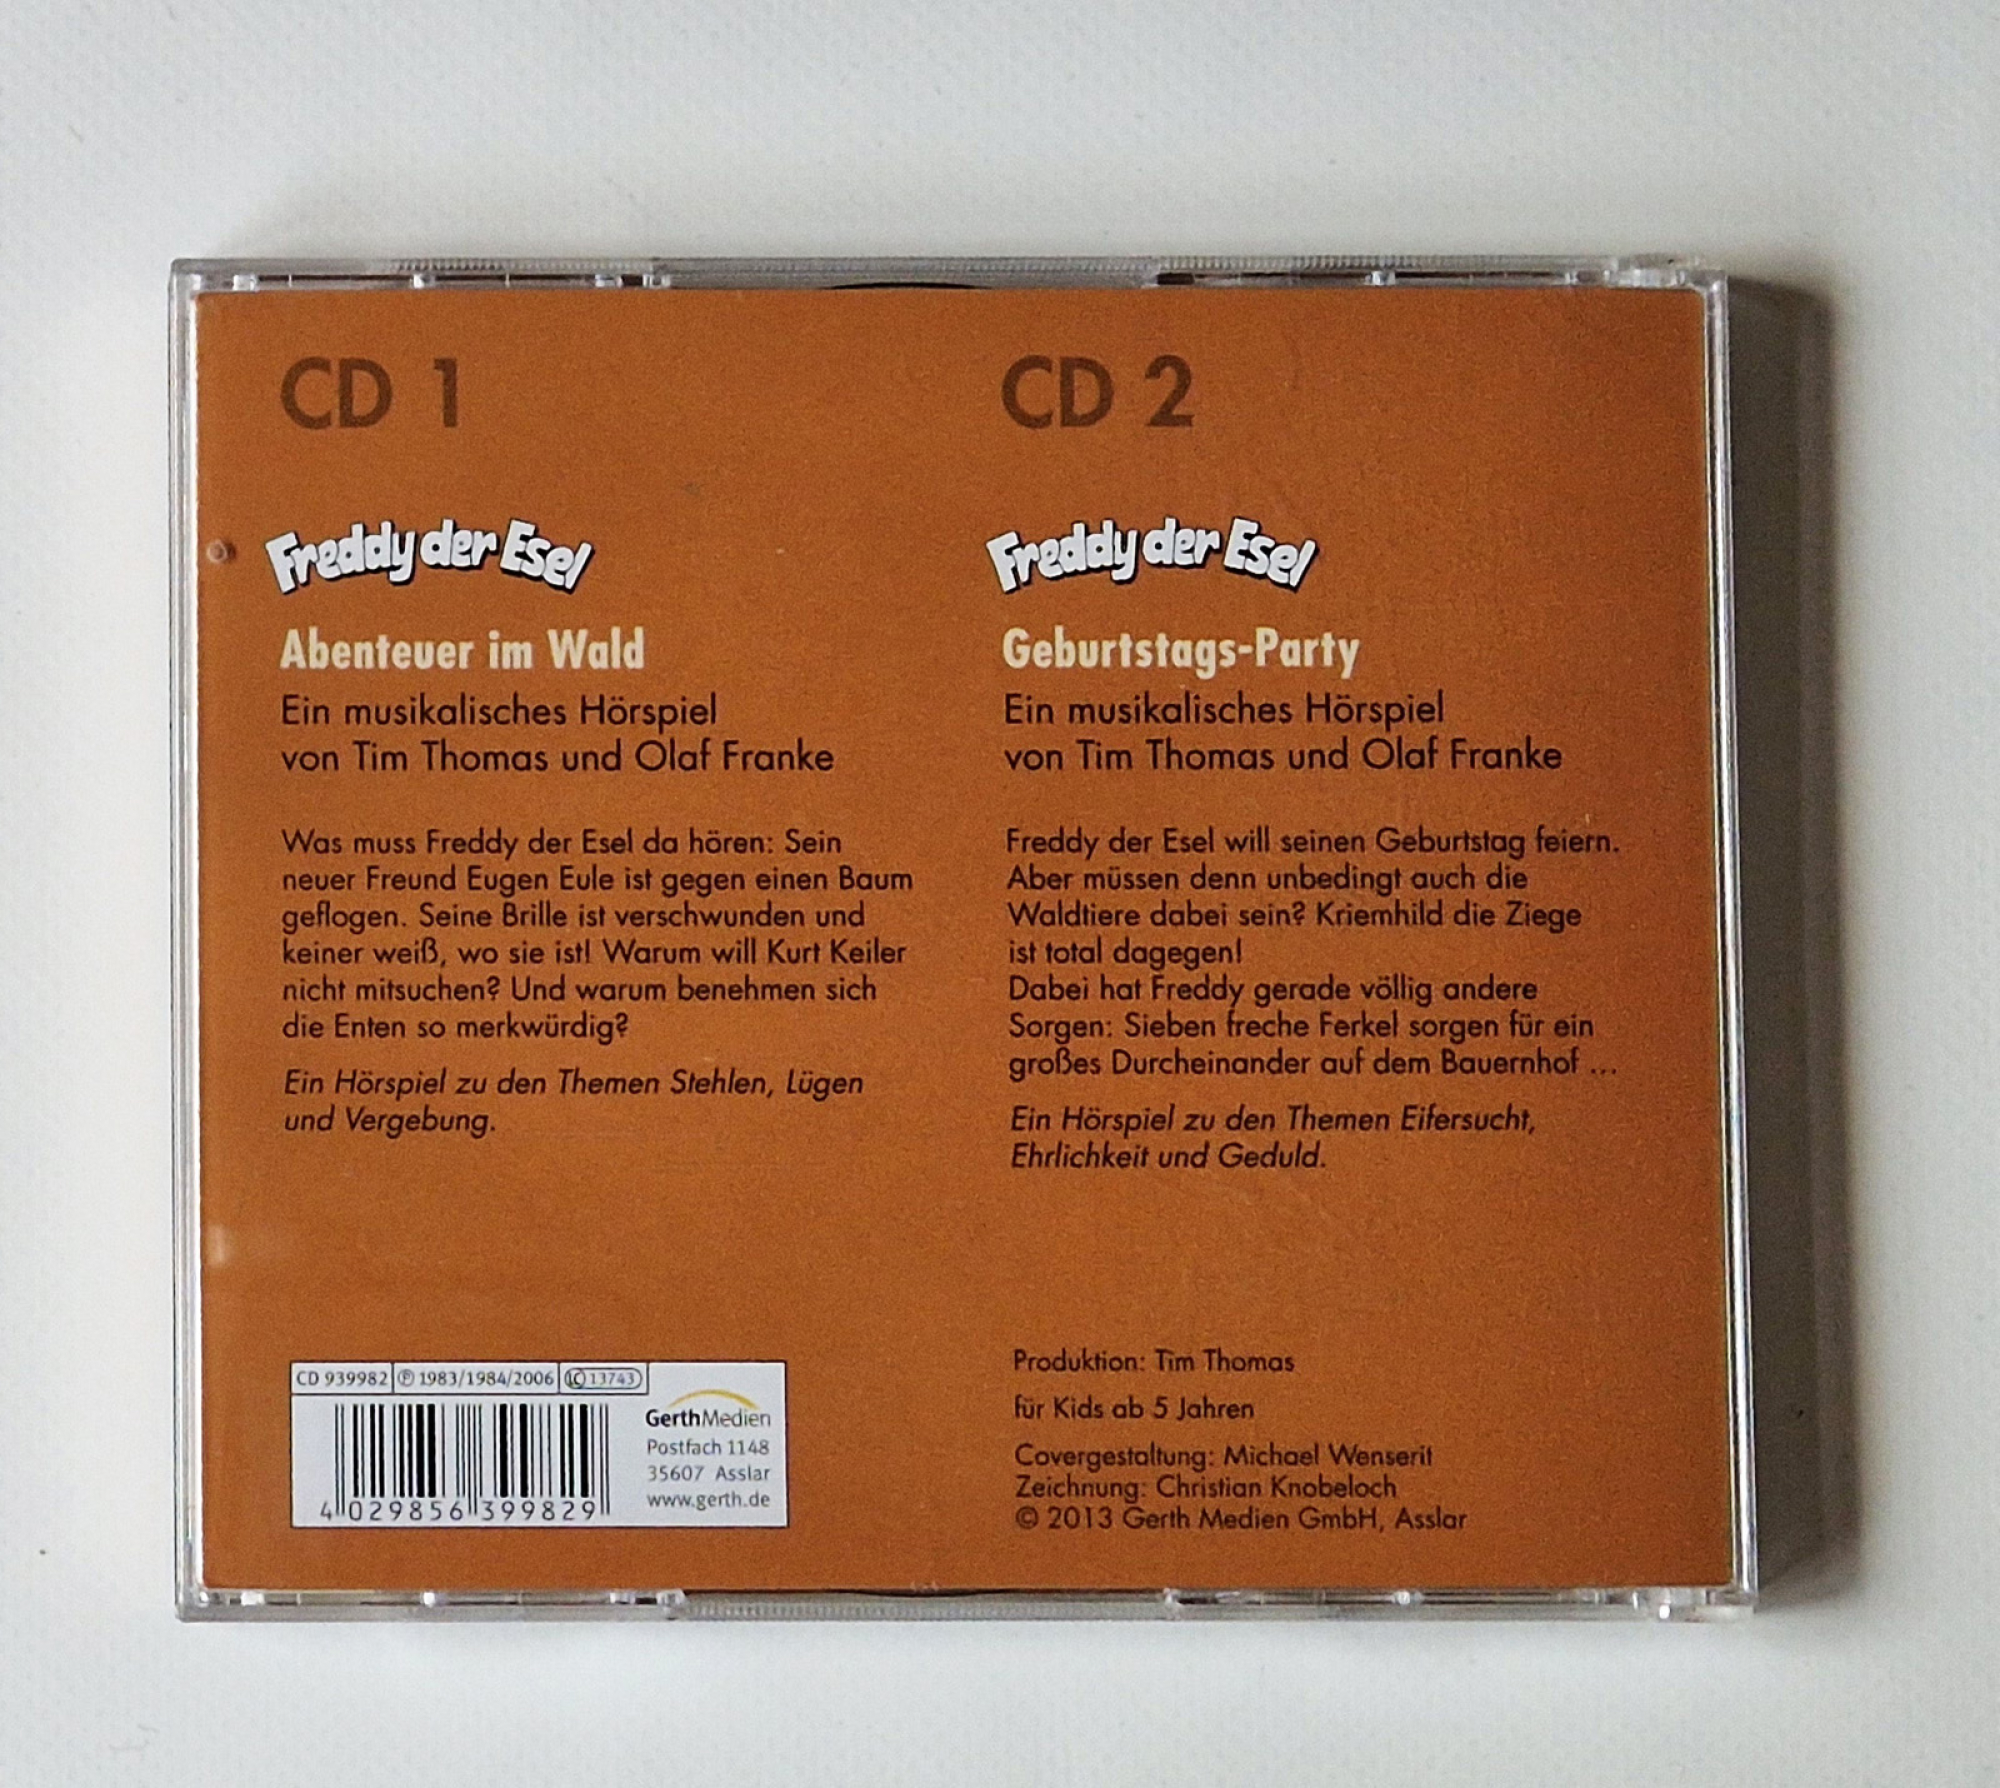 CD 1
Freddy der Esel
Abenteuer im Wald
Ein musikalisches Hörspiel
von Tim Thomas und Olaf Franke
Was muss Freddy der Esel da hören: Sein
neuer Freund Eugen Eule ist gegen einen Baum
geflogen. Seine Brille ist verschwunden und
keiner weiß, wo sie ist! Warum will Kurt Keiler
nicht mitsuchen? Und warum benehmen sich
die Enten so merkwürdig?
Ein Hörspiel zu den Themen Stehlen, Lügen
und Vergebung.
CD 939982 ℗ 1983/1984/2006 LC 13743
GerthMedien
Postfach 1148
35607 Asslar
www.gerth.de
4 029856 399829
CD 2
Freddy der Esel
Geburtstags-Party
Ein musikalisches Hörspiel
von Tim Thomas und Olaf Franke
Freddy der Esel will seinen Geburtstag feiern.
Aber müssen denn unbedingt auch die
Waldtiere dabei sein? Kriemhild die Ziege
ist total dagegen!
Dabei hat Freddy gerade völlig andere
Sorgen: Sieben freche Ferkel sorgen für ein
großes Durcheinander auf dem Bauernhof ...
Ein Hörspiel zu den Themen Eifersucht,
Ehrlichkeit und Geduld.
Produktion: Tim Thomas
für Kids ab 5 Jahren
Covergestaltung: Michael Wenserit
Zeichnung: Christian Knobeloch
© 2013 Gerth Medien GmbH, Asslar